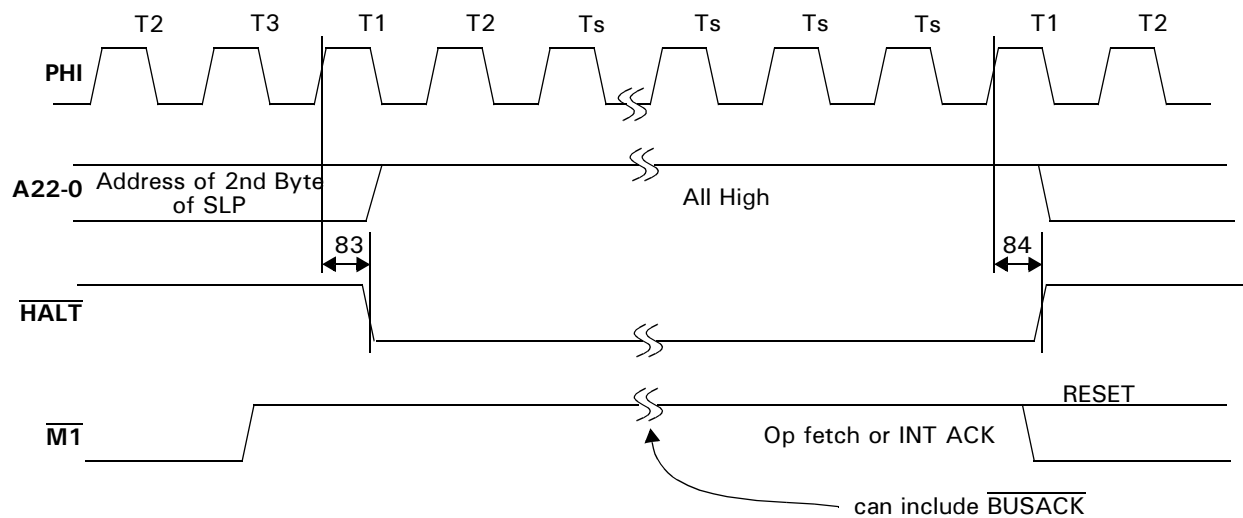 T2 T3 T1 T2 Ts Ts Ts Ts T1 T2
PHI
A22-0
Address of 2nd Byte
of SLP
All High
83
84
HALT
RESET
M1
Op fetch or INT ACK
can include BUSACK